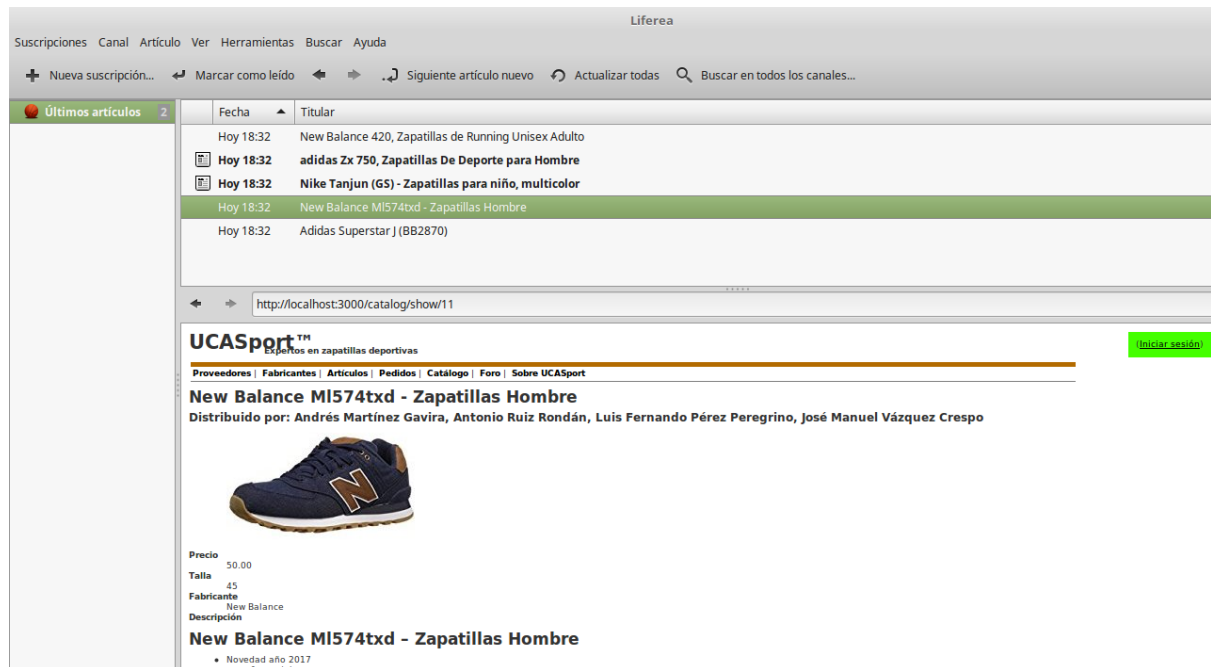 Liferea
Suscripciones Canal Artículo Ver Herramientas Buscar Ayuda
Nueva suscripción... Marcar como leído Siguiente artículo nuevo Actualizar todas Buscar en todos los canales...
Últimos artículos 2
Fecha Titular
Hoy 18:32 New Balance 420, Zapatillas de Running Unisex Adulto
Hoy 18:32 adidas Zx 750, Zapatillas De Deporte para Hombre
Hoy 18:32 Nike Tanjun (GS) - Zapatillas para niño, multicolor
Hoy 18:32 New Balance Ml574txd - Zapatillas Hombre
Hoy 18:32 Adidas Superstar J (BB2870)
http://localhost:3000/catalog/show/11
UCASport™
Expertos en zapatillas deportivas
(Iniciar sesión)
Proveedores | Fabricantes | Artículos | Pedidos | Catálogo | Foro | Sobre UCASport
New Balance Ml574txd - Zapatillas Hombre
Distribuido por: Andrés Martínez Gavira, Antonio Ruiz Rondán, Luis Fernando Pérez Peregrino, José Manuel Vázquez Crespo
N
Precio
50.00
Talla
45
Fabricante
New Balance
Descripción
New Balance Ml574txd – Zapatillas Hombre
• Novedad año 2017